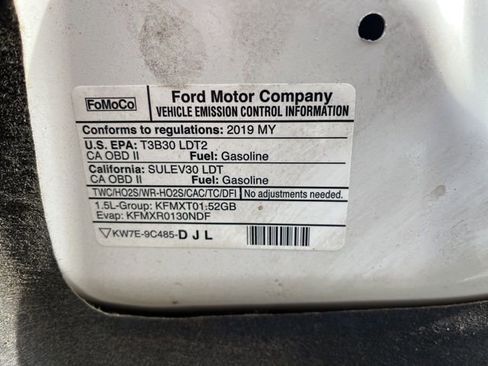 FoMoCo
Ford Motor Company
VEHICLE EMISSION CONTROL INFORMATION
Conforms to regulations: 2019 MY
U.S. EPA: T3B30 LDT2
CA OBD II Fuel: Gasoline
California: SULEV30 LDT
CA OBD II Fuel: Gasoline
TWC/HO2S/WR-HO2S/CAC/TC/DFI No adjustments needed.
1.5L-Group: KFMXT01.52GB
Evap: KFMXR0130NDF
KW7E-9C485-D J L